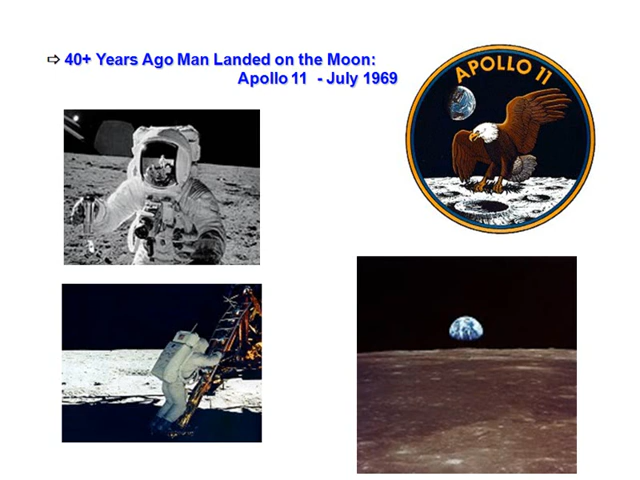 ⇨ 40+ Years Ago Man Landed on the Moon:
Apollo 11 - July 1969
APOLLO 11